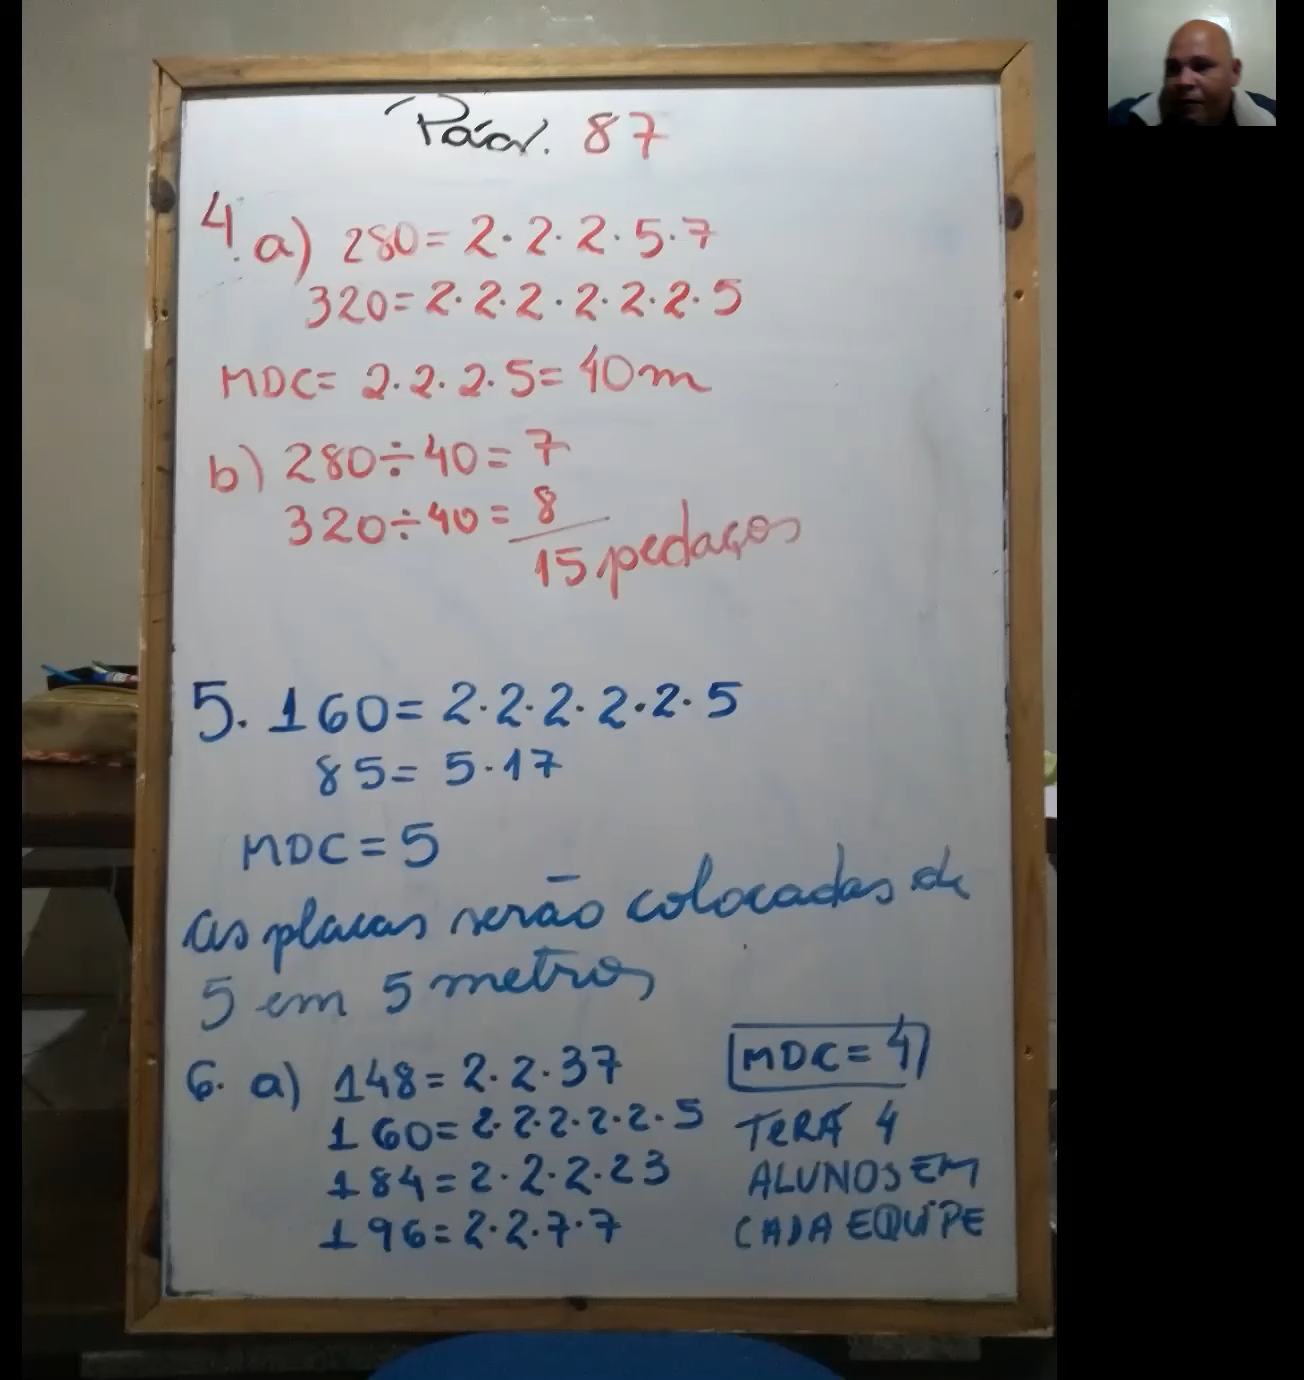 Pág. 87
4. a) 280 = 2·2·2·5·7
320 = 2·2·2·2·2·2·5
MDC = 2·2·2·5 = 40m
b) 280 ÷ 40 = 7
320 ÷ 40 = 8
15 pedaços
5. 160 = 2·2·2·2·2·5
85 = 5·17
MDC = 5
as placas serão colocadas de
5 em 5 metros
6. a) 148 = 2·2·37
160 = 2·2·2·2·2·5
184 = 2·2·2·23
196 = 2·2·7·7
MDC = 4
TERÁ 4
ALUNOS EM
CADA EQUIPE